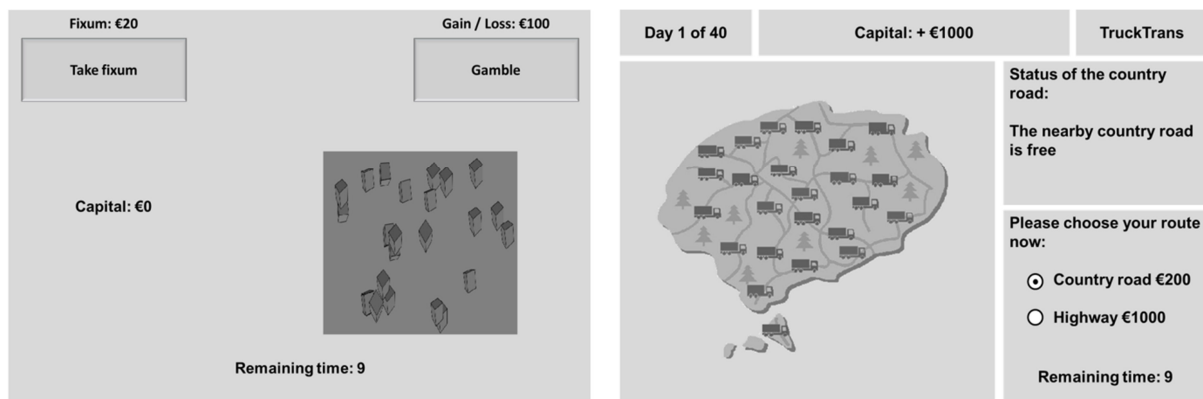 Fixum: €20
Gain / Loss: €100
Take fixum
Gamble
Capital: €0
Remaining time: 9
Day 1 of 40
Capital: + €1000
TruckTrans
Status of the country
road:
The nearby country road
is free
Please choose your route
now:
Country road €200
Highway €1000
Remaining time: 9